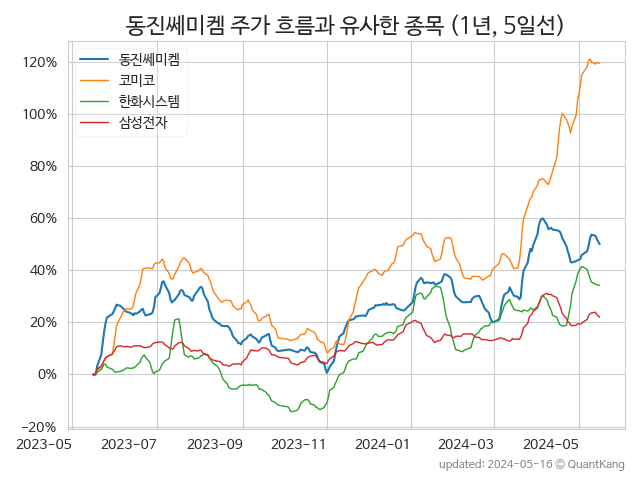 동진쎄미켐 주가 흐름과 유사한 종목 (1년, 5일선)
동진쎄미켐
코미코
한화시스템
삼성전자
120%
100%
80%
60%
40%
20%
0%
−20%
2023-05
2023-07
2023-09
2023-11
2024-01
2024-03
2024-05
updated: 2024-05-16 © QuantKang